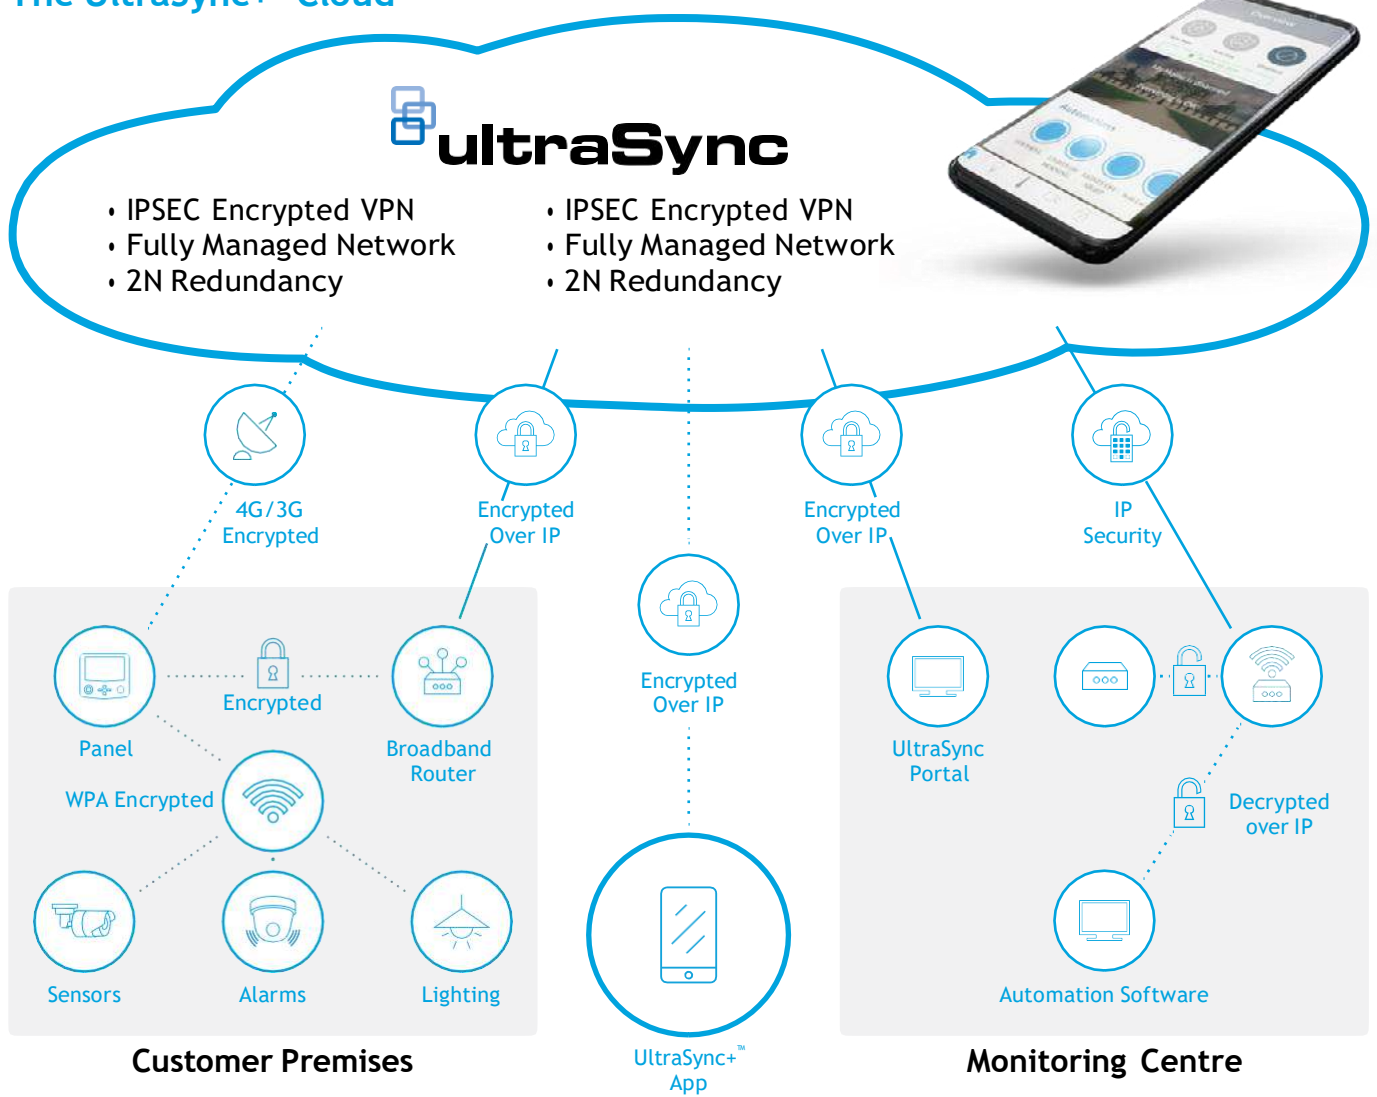 The UltraSync+ Cloud
ultraSync
• IPSEC Encrypted VPN
• Fully Managed Network
• 2N Redundancy
• IPSEC Encrypted VPN
• Fully Managed Network
• 2N Redundancy
Overview
Automations
4G/3G
Encrypted
Encrypted
Over IP
Encrypted
Over IP
IP
Security
Encrypted
Over IP
Encrypted
Panel
Broadband
Router
WPA Encrypted
Sensors
Alarms
Lighting
UltraSync
Portal
Decrypted
over IP
Automation Software
Customer Premises
UltraSync+™
App
Monitoring Centre